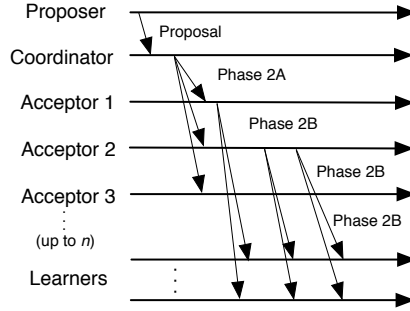 Proposer
Proposal
Coordinator
Phase 2A
Acceptor 1
Phase 2B
Acceptor 2
Phase 2B
Acceptor 3
Phase 2B
(up to n)
Learners